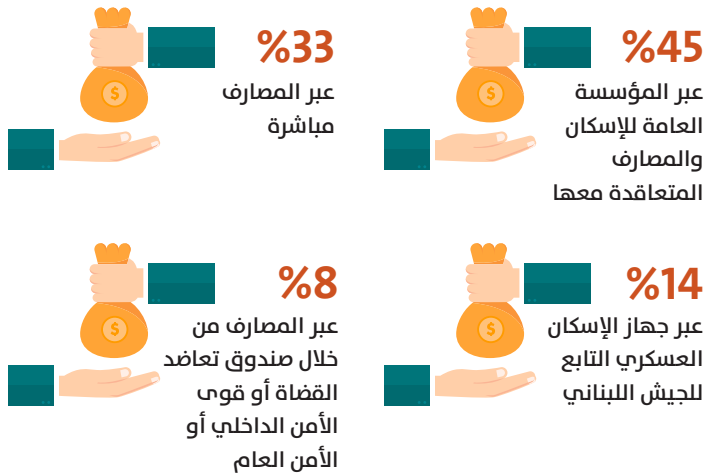 %45
عبر المؤسسة
العامة للإسكان
والمصارف
المتعاقدة معها
%33
عبر المصارف
مباشرة
%14
عبر جهاز الإسكان
العسكري التابع
للجيش اللبناني
%8
عبر المصارف من
خلال صندوق تعاضد
القضاة أو قوى
الأمن الداخلي أو
الأمن العام
$
$
$
$